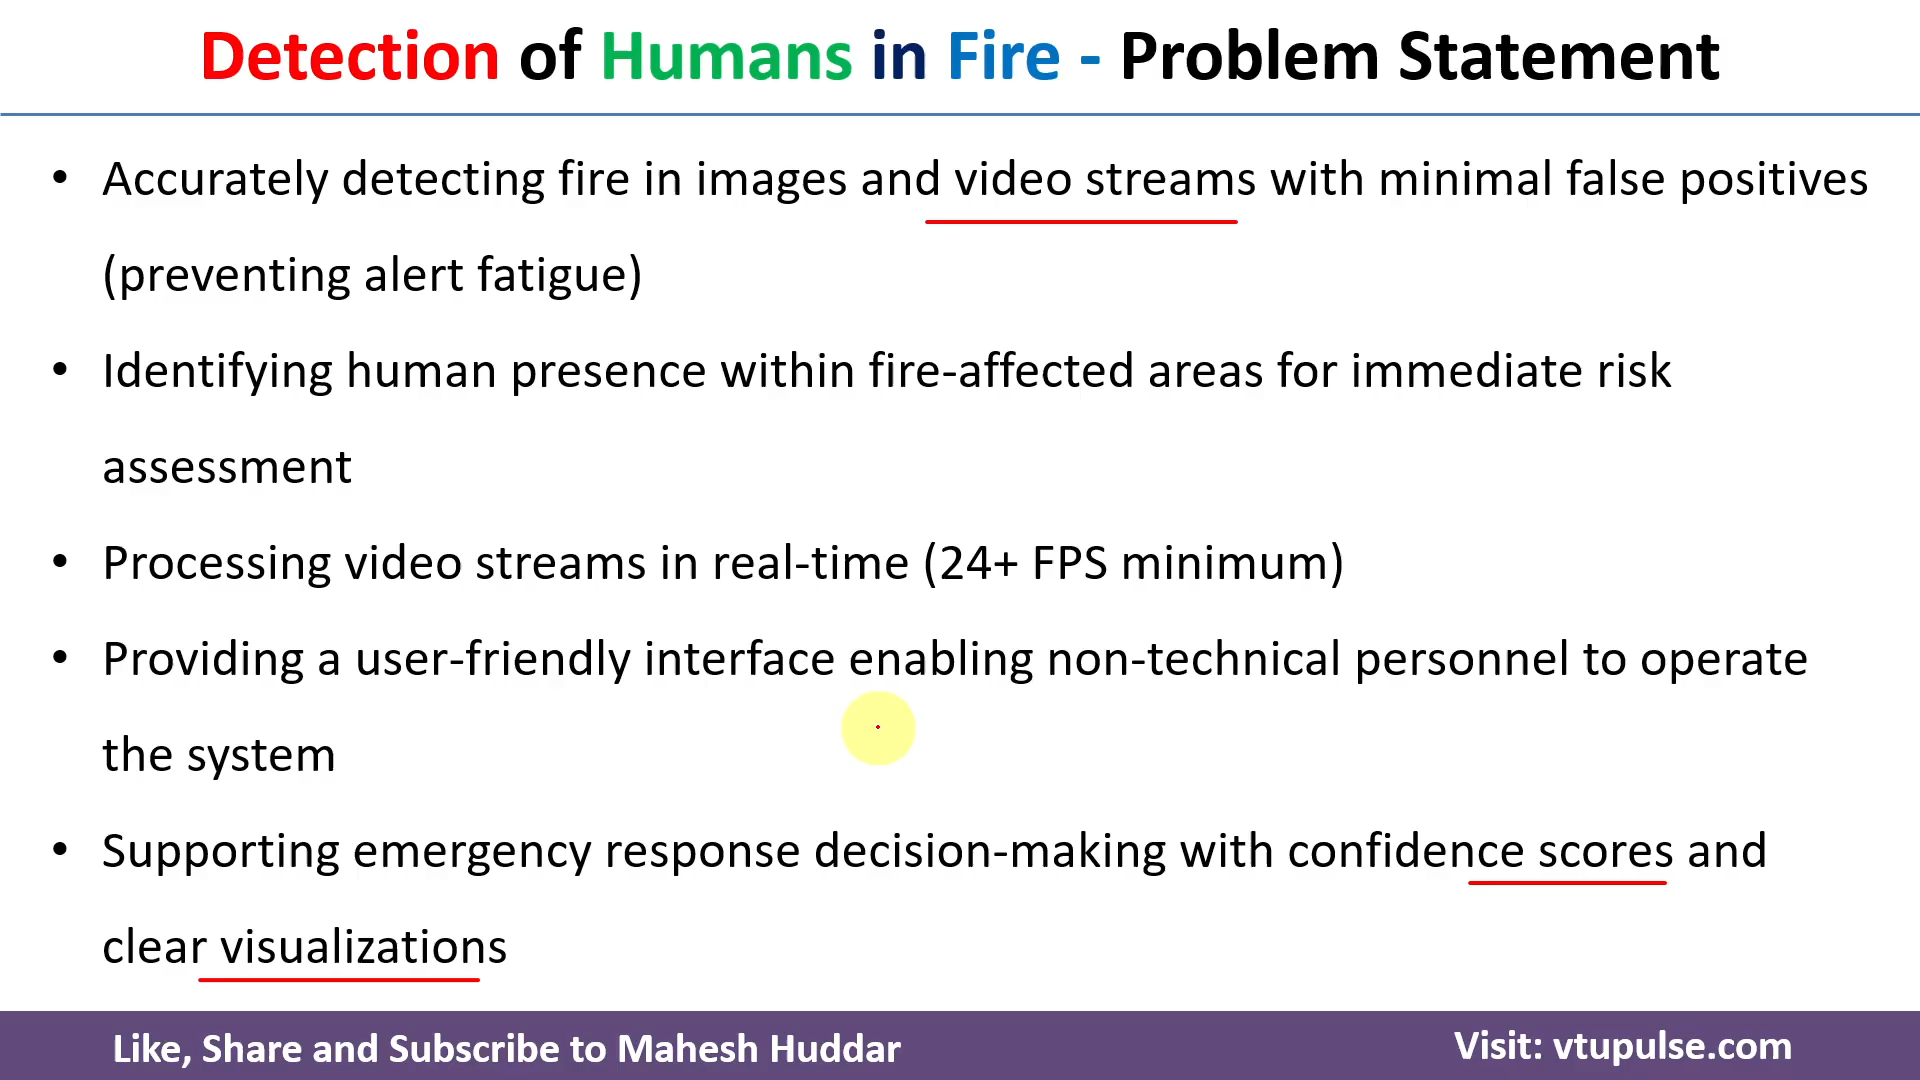 Detection of Humans in Fire - Problem Statement
• Accurately detecting fire in images and video streams with minimal false positives
(preventing alert fatigue)
• Identifying human presence within fire-affected areas for immediate risk
assessment
• Processing video streams in real-time (24+ FPS minimum)
• Providing a user-friendly interface enabling non-technical personnel to operate
the system
• Supporting emergency response decision-making with confidence scores and
clear visualizations
Like, Share and Subscribe to Mahesh Huddar
Visit: vtupulse.com